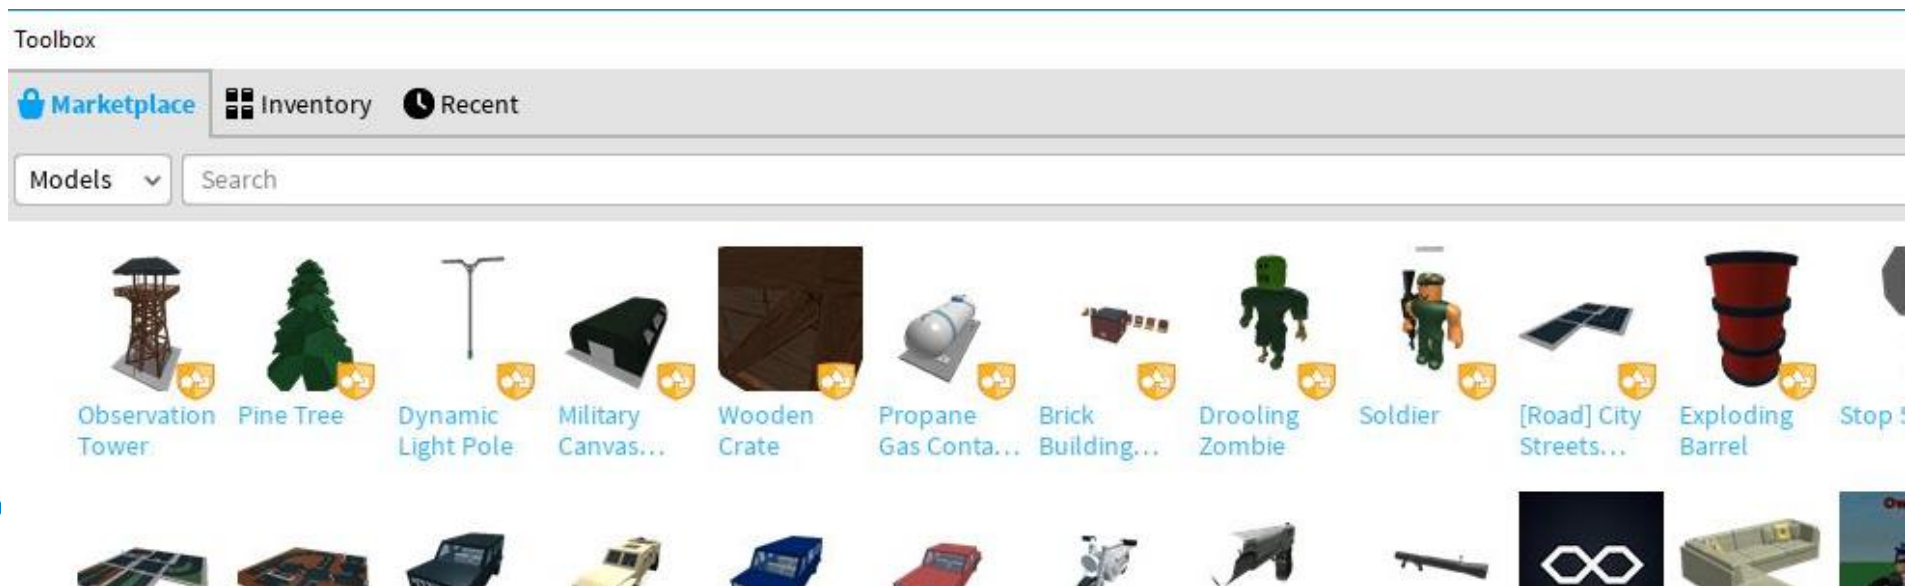 Toolbox
Marketplace Inventory Recent
Models Search
Observation Tower
Pine Tree
Dynamic Light Pole
Military Canvas...
Wooden Crate
Propane Gas Conta...
Brick Building...
Drooling Zombie
Soldier
[Road] City Streets...
Exploding Barrel
Stop